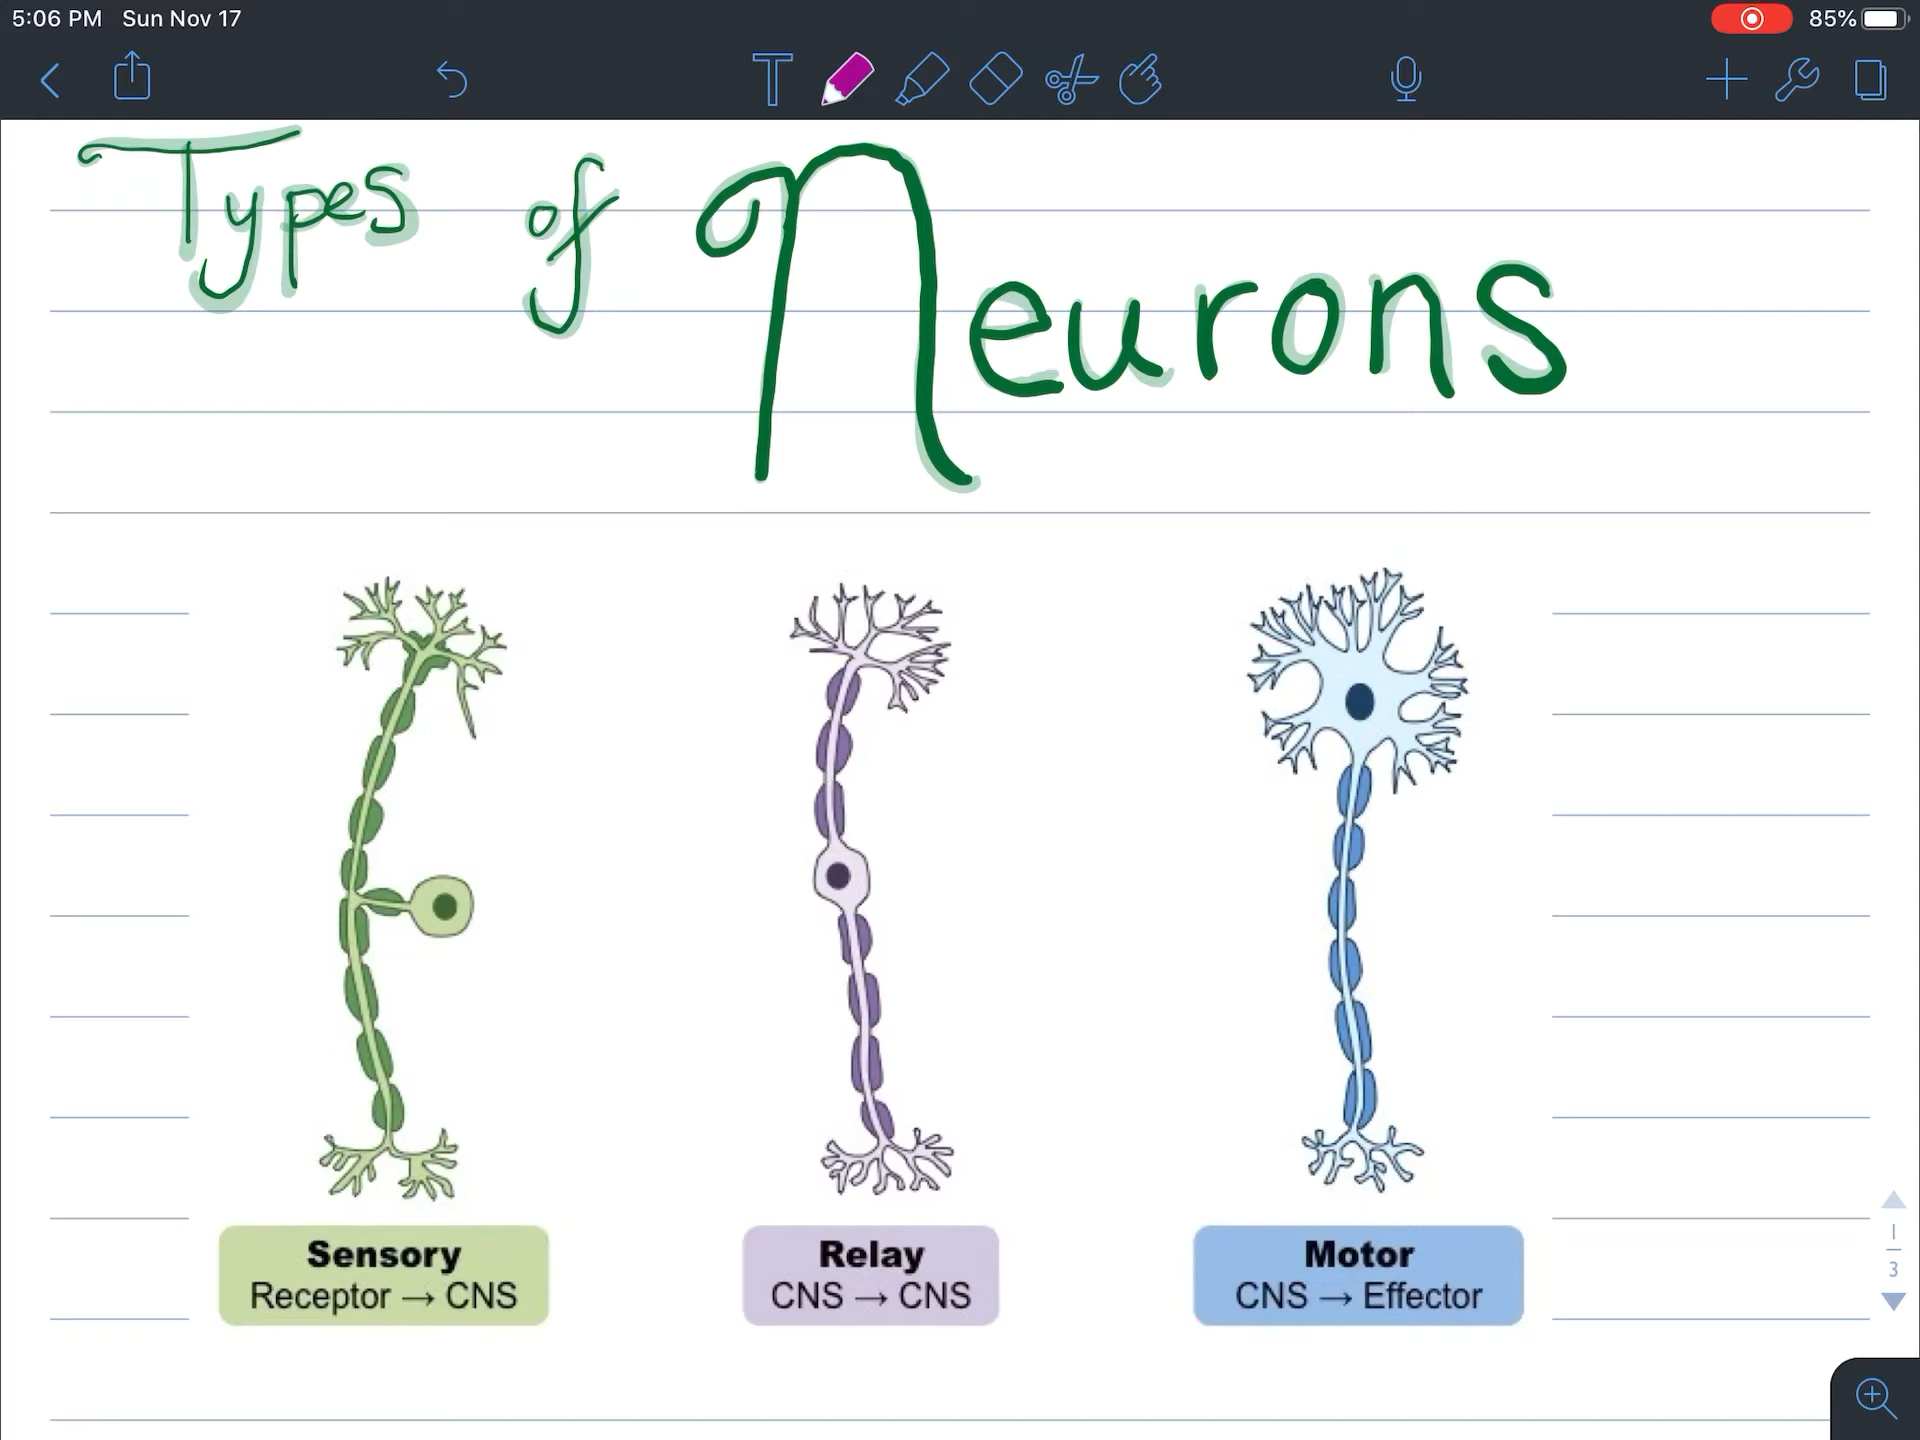 5:06 PM Sun Nov 17
85%
T
Types of Neurons
Sensory
Receptor → CNS
Relay
CNS → CNS
Motor
CNS → Effector
1
3